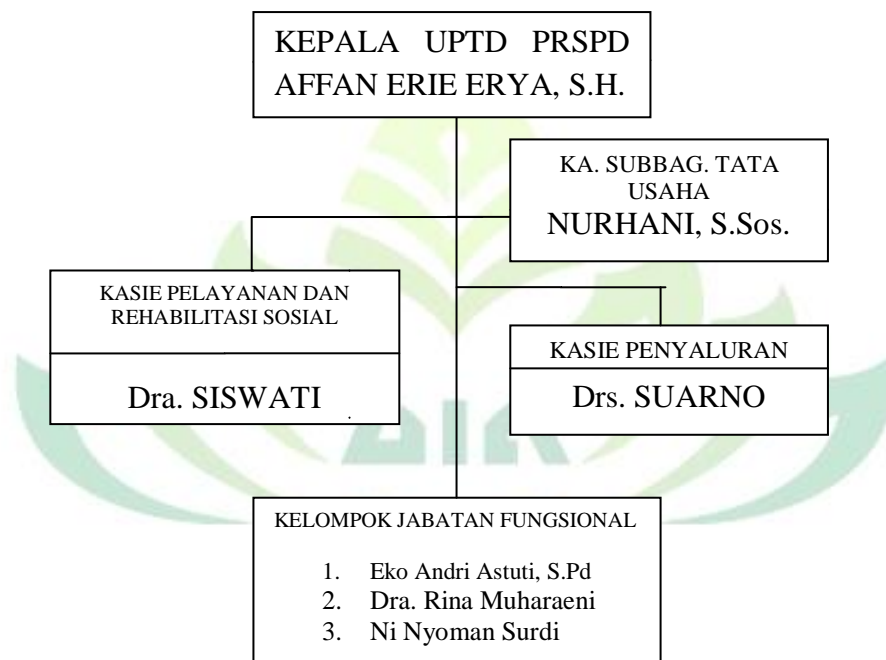 KEPALA UPTD PRSPD
AFFAN ERIE ERYA, S.H.
KA. SUBBAG. TATA
USAHA
NURHANI, S.Sos.
KASIE PELAYANAN DAN
REHABILITASI SOSIAL
Dra. SISWATI
KASIE PENYALURAN
Drs. SUARNO
KELOMPOK JABATAN FUNGSIONAL
1. Eko Andri Astuti, S.Pd
2. Dra. Rina Muharaeni
3. Ni Nyoman Surdi